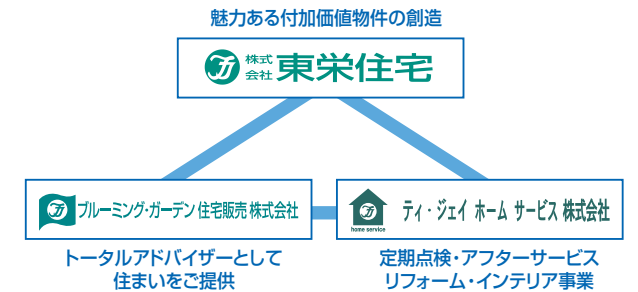 魅力ある付加価値物件の創造
株式会社 東栄住宅
ブルーミング・ガーデン 住宅販売 株式会社
home service
ティ・ジェイ ホーム サービス 株式会社
トータルアドバイザーとして
住まいをご提供
定期点検・アフターサービス
リフォーム・インテリア事業